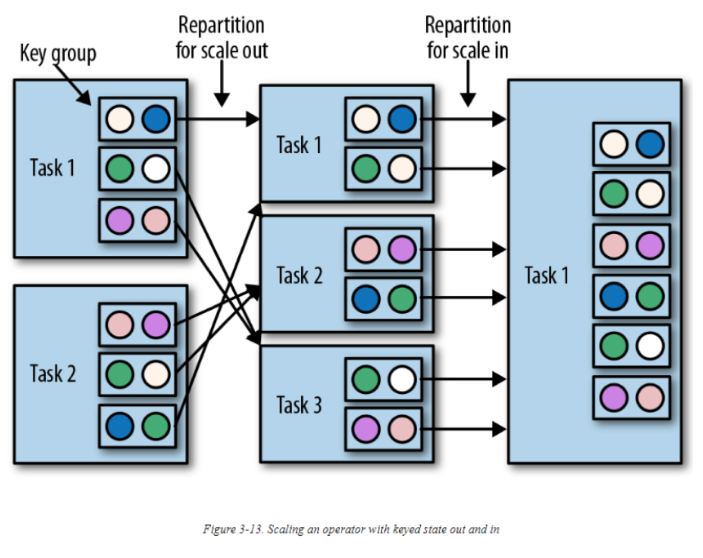 Key group
Repartition
for scale out
Repartition
for scale in
Task 1
Task 2
Task 1
Task 2
Task 3
Task 1
Figure 3-13. Scaling an operator with keyed state out and in